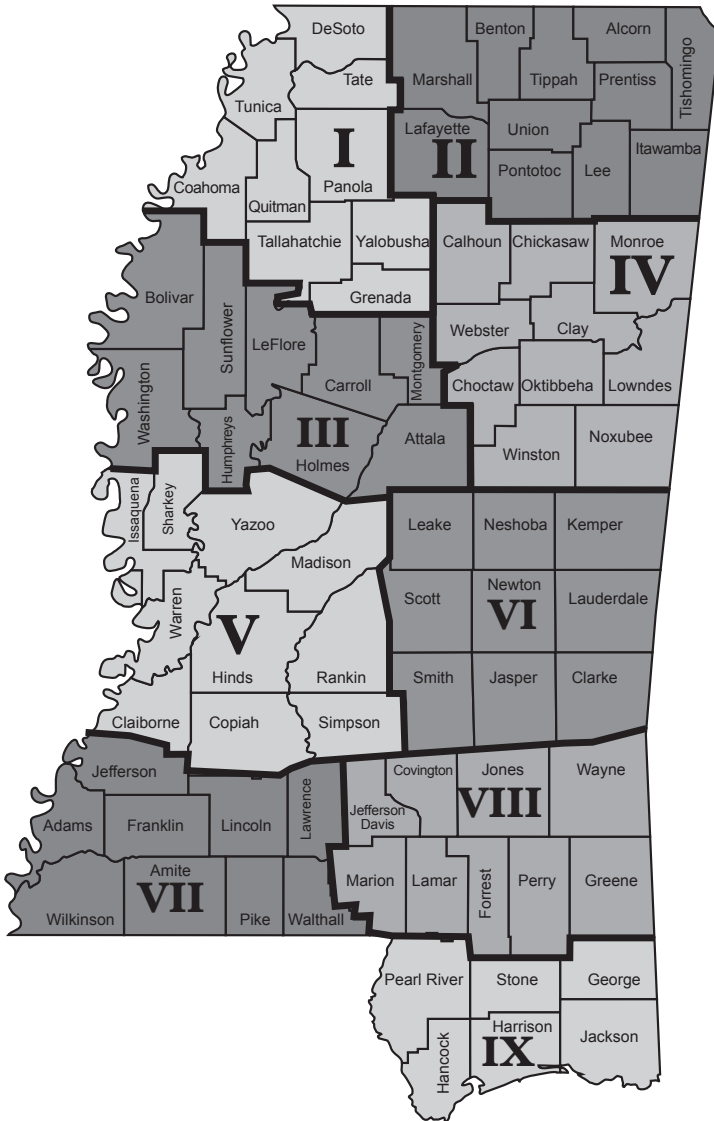 DeSoto
Benton
Alcorn
Marshall
Tippah
Prentiss
Tishomingo
Tate
Tunica
Lafayette
Union
I
II
Itawamba
Coahoma
Panola
Pontotoc
Lee
Quitman
Tallahatchie
Yalobusha
Calhoun
Chickasaw
Monroe
IV
Bolivar
Grenada
Sunflower
LeFlore
Webster
Clay
Montgomery
Carroll
Choctaw
Oktibbeha
Lowndes
Washington
Humphreys
III
Holmes
Attala
Winston
Noxubee
Issaquena
Sharkey
Yazoo
Leake
Neshoba
Kemper
Madison
Newton
Scott
VI
Lauderdale
Warren
V
Hinds
Rankin
Smith
Jasper
Clarke
Claiborne
Copiah
Simpson
Jefferson
Covington
Jones
Wayne
VIII
Lawrence
Jefferson
Davis
Adams
Franklin
Lincoln
Amite
VII
Marion
Lamar
Forrest
Perry
Greene
Wilkinson
Pike
Walthall
Pearl River
Stone
George
Harrison
IX
Jackson
Hancock